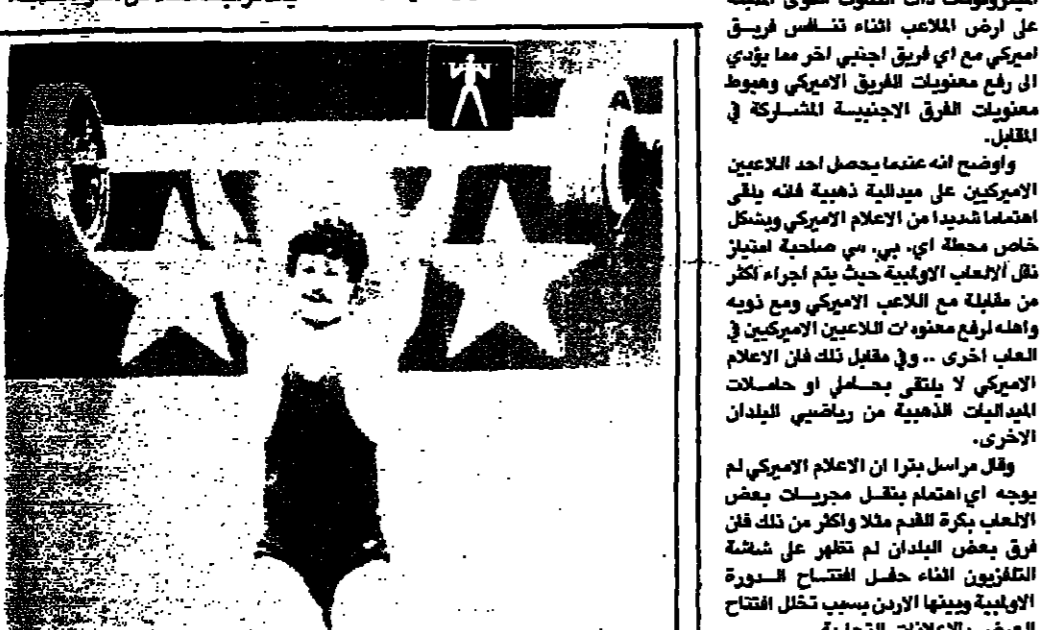 على ارض الملاعب اثناء تنافس فريق
اميركي مع اي فريق اجنبي اخر مما يؤدي
الى رفع معنويات الفريق الاميركي وهبوط
معنويات الفرق الاجنبية المشاركة في
المقابل.
واوضح انه عندما يحصل احد اللاعبين
الاميركيين على ميدالية ذهبية فانه يلقى
اهتماما شديدا من الاعلام الاميركي وبشكل
خاص محطة اي. بي. سي صاحبة امتياز
نقل الالعاب الاولمبية حيث يتم اجراء اكثر
من مقابلة مع اللاعب الاميركي ومع ذويه
واهله لرفع معنويات اللاعبين الاميركيين في
العاب اخرى .. وفي مقابل ذلك فان الاعلام
الاميركي لا يلتقي بحاملي او حاملات
الميداليات الذهبية من رياضيي البلدان
الاخرى.
وقال مراسل بترا ان الاعلام الاميركي لم
يوجه اي اهتمام بنقل مجريات بعض
الالعاب بكرة القدم مثلا واكثر من ذلك فان
فرق بعض البلدان لم تظهر على شاشة
التلفزيون اثناء حفل افتتاح الدورة
الاولمبية وبينها الاردن بسبب تخلل افتتاح